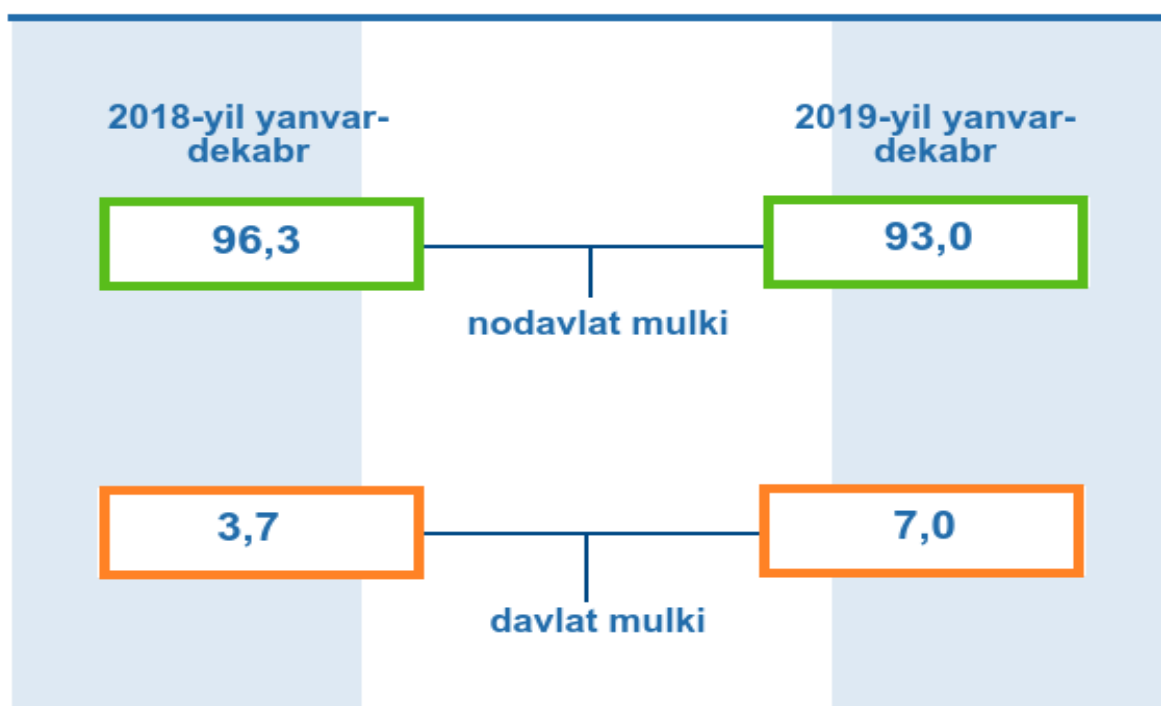 2018-yil yanvar-
dekabr
2019-yil yanvar-
dekabr
96,3
93,0
nodavlat mulki
3,7
7,0
davlat mulki